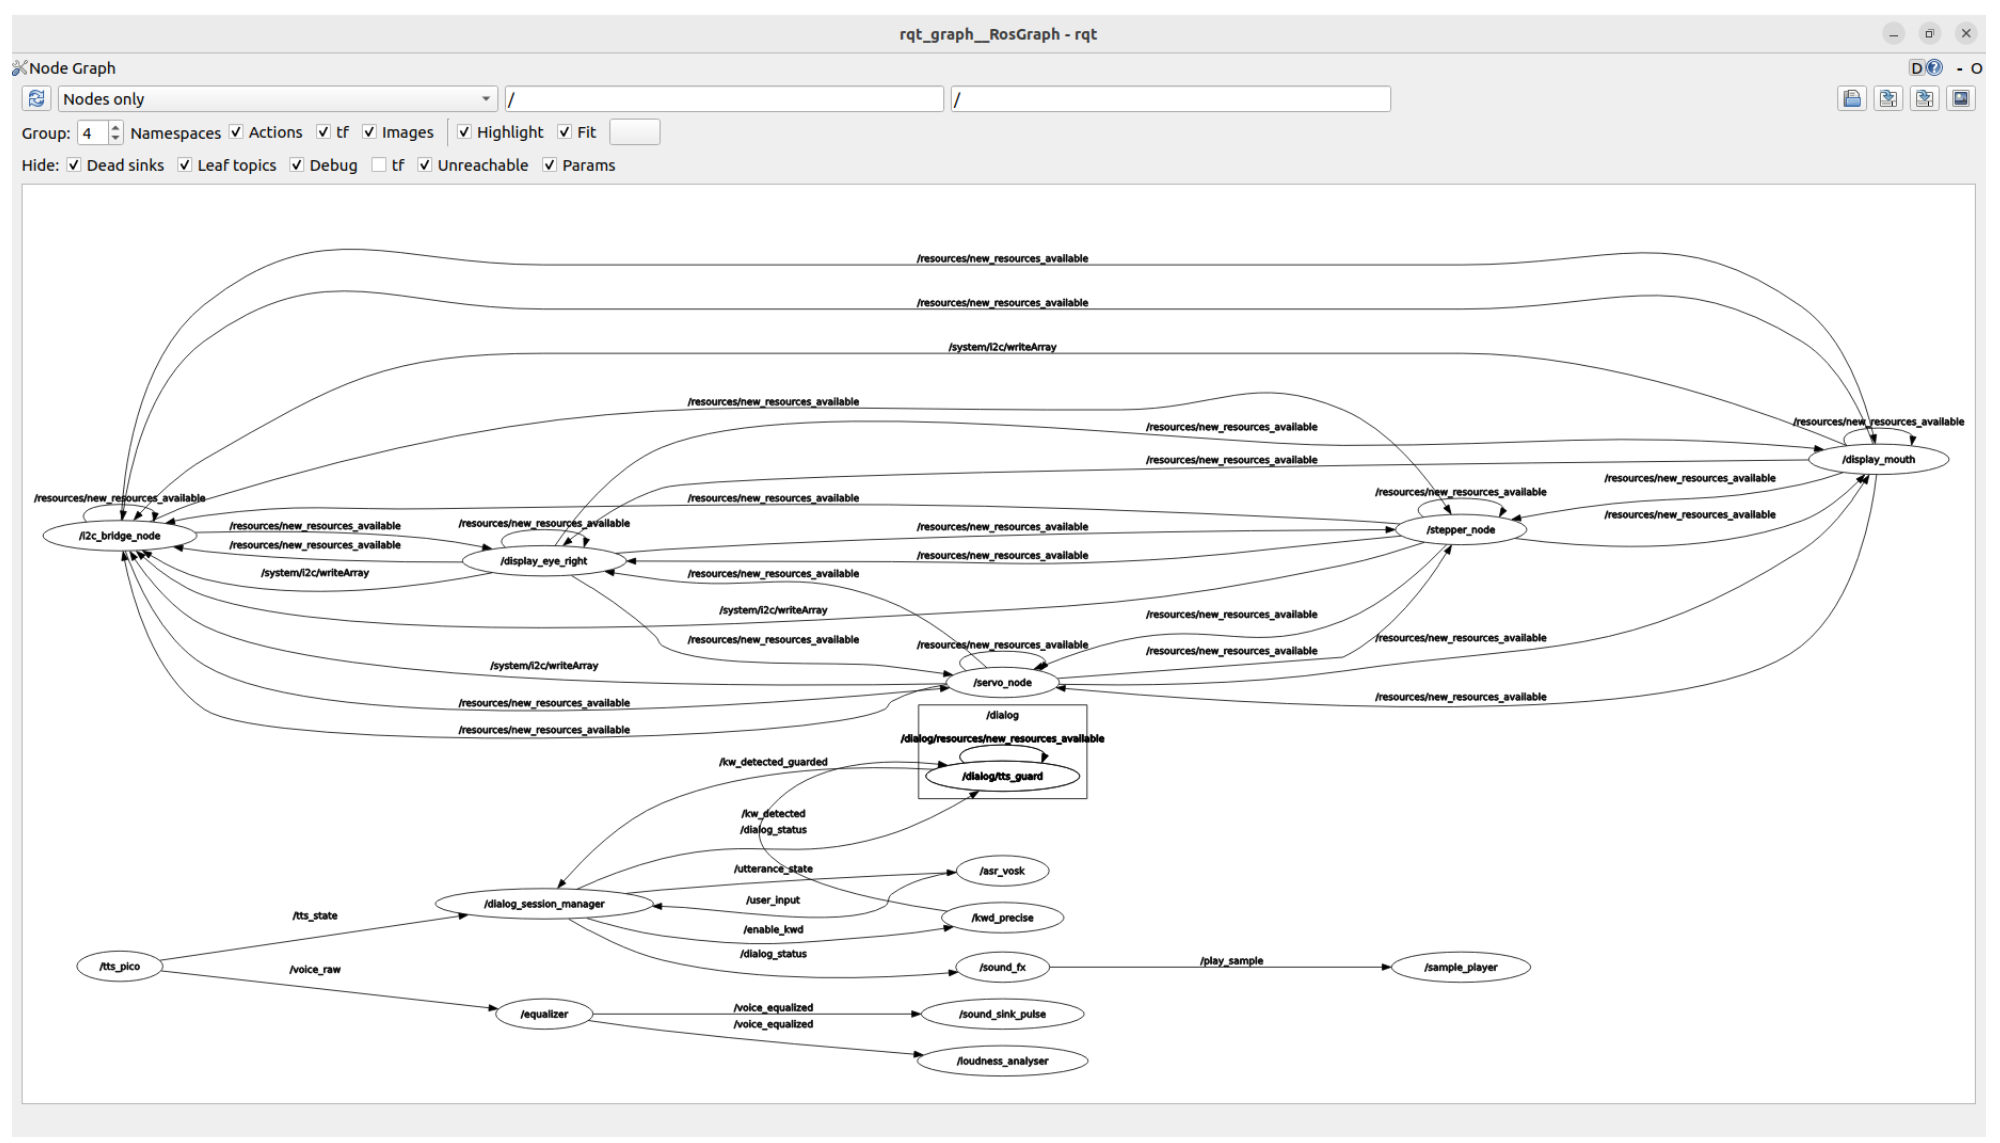 rqt_graph__RosGraph - rqt
Node Graph
D - O
Nodes only / /
Group: 4 Namespaces Actions tf Images Highlight Fit
Hide: Dead sinks Leaf topics Debug tf Unreachable Params
/resources/new_resources_available
/resources/new_resources_available
/system/i2c/writeArray
/resources/new_resources_available
/resources/new_resources_available
/resources/new_resources_available
/resources/new_resources_available
/display_mouth
/resources/new_resources_available
/resources/new_resources_available
/resources/new_resources_available
/resources/new_resources_available
/resources/new_resources_available
/resources/new_resources_available
/i2c_bridge_node
/resources/new_resources_available
/resources/new_resources_available
/resources/new_resources_available
/stepper_node
/resources/new_resources_available
/display_eye_right
/resources/new_resources_available
/system/i2c/writeArray
/resources/new_resources_available
/system/i2c/writeArray
/resources/new_resources_available
/resources/new_resources_available
/resources/new_resources_available
/resources/new_resources_available
/resources/new_resources_available
/system/i2c/writeArray
/servo_node
/resources/new_resources_available
/resources/new_resources_available
/resources/new_resources_available
/dialog
/dialog/resources/new_resources_available
/kw_detected_guarded
/dialog/tts_guard
/kw_detected
/dialog_status
/utterance_state
/asr_vosk
/user_input
/dialog_session_manager
/tts_state
/kwd_precise
/enable_kwd
/dialog_status
/tts_pico
/voice_raw
/sound_fx
/play_sample
/sample_player
/voice_equalized
/equalizer
/sound_sink_pulse
/voice_equalized
/loudness_analyser